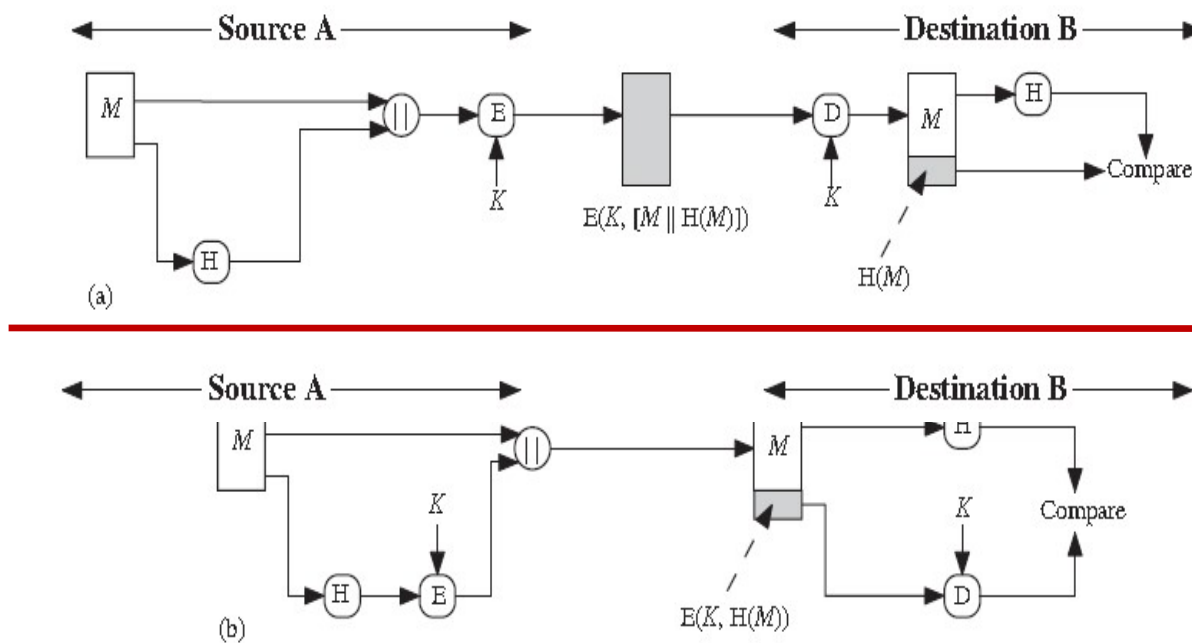 Source A Destination B
M || E D M H
K K Compare
E(K, [M || H(M)])
H H(M)
(a)
Source A Destination B
M || M H
K K Compare
H E D
E(K, H(M))
(b)